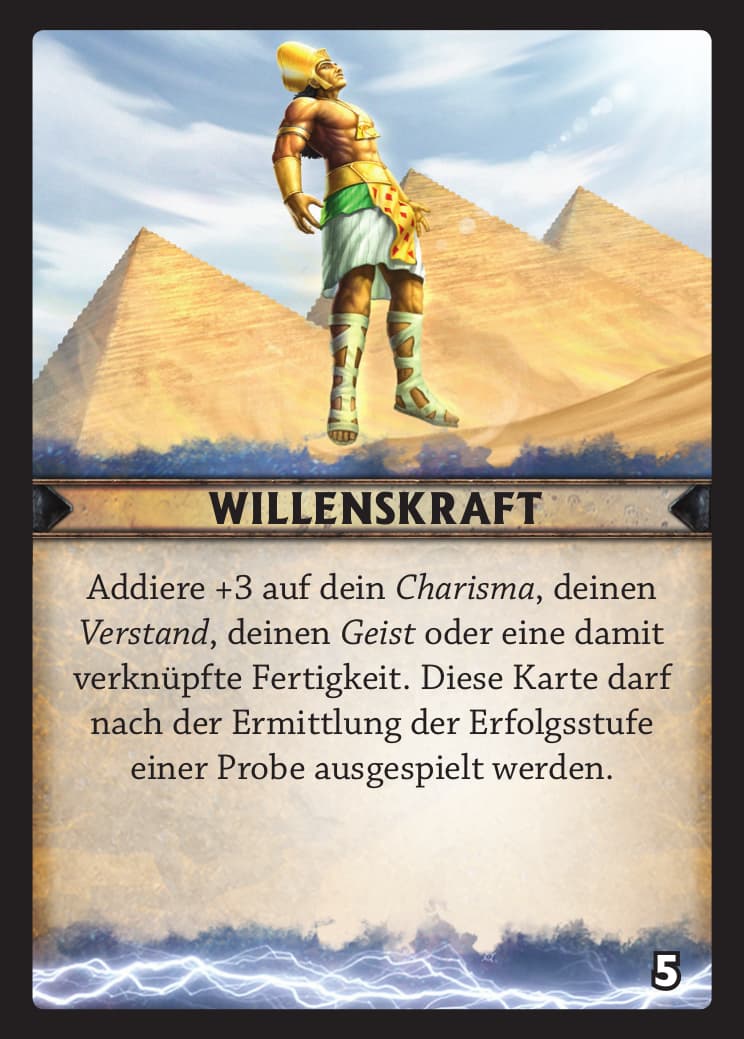 WILLENSKRAFT
Addiere +3 auf dein Charisma, deinen
Verstand, deinen Geist oder eine damit
verknüpfte Fertigkeit. Diese Karte darf
nach der Ermittlung der Erfolgsstufe
einer Probe ausgespielt werden.
5